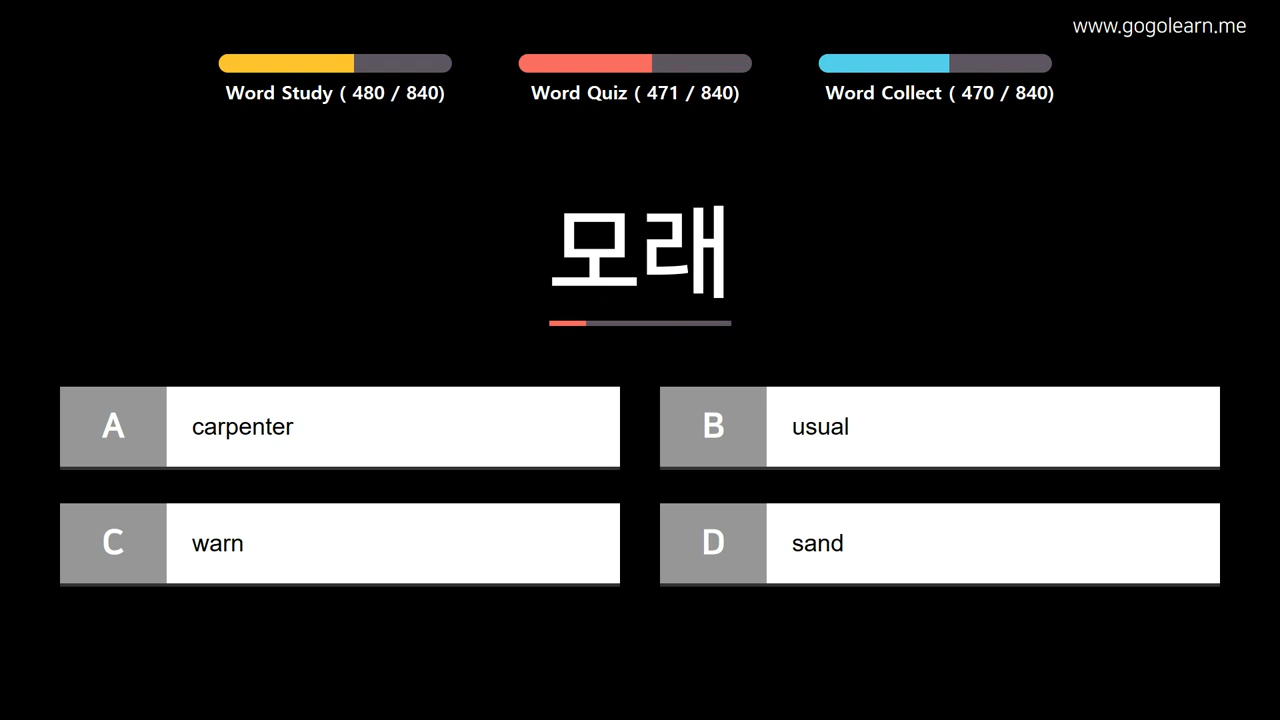 www.gogolearn.me
Word Study ( 480 / 840)
Word Quiz ( 471 / 840)
Word Collect ( 470 / 840)
모래
A carpenter
B usual
C warn
D sand